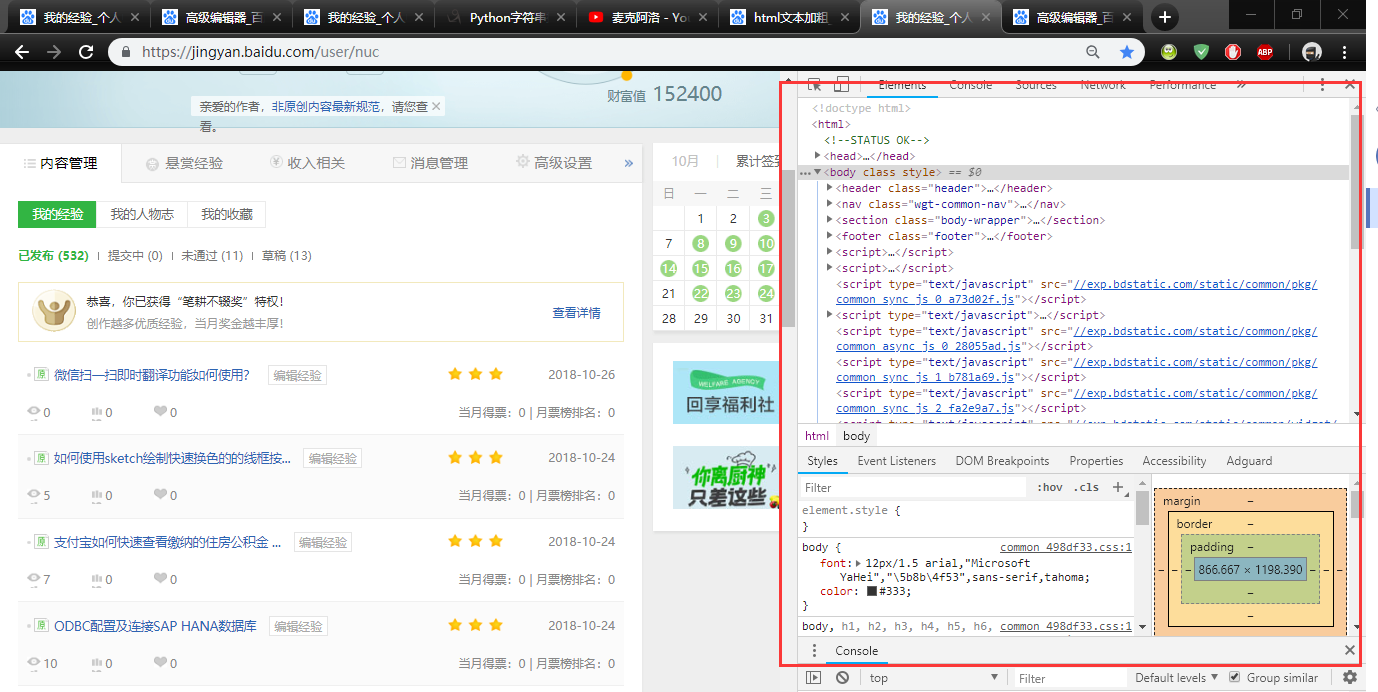 我的经验_个人
高级编辑器_百
我的经验_个人
Python字符串
麦克阿洛 - Yo
html文本加粗_
我的经验_个人
高级编辑器_百
https://jingyan.baidu.com/user/nuc
ABP
亲爱的作者，非原创内容最新规范，请您查看。
财富值 152400
内容管理 悬赏经验 收入相关 消息管理 高级设置 »
我的经验 我的人物志 我的收藏
已发布 (532) | 提交中 (0) | 未通过 (11) | 草稿 (13)
恭喜，你已获得“笔耕不辍奖”特权！
创作越多优质经验，当月奖金越丰厚！
查看详情
原 微信扫一扫即时翻译功能如何使用？ 编辑经验 2018-10-26
0 0 0 当月得票：0 | 月票榜排名：0
原 如何使用sketch绘制快速换色的的线框按... 编辑经验 2018-10-24
5 0 0 当月得票：0 | 月票榜排名：0
原 支付宝如何快速查看缴纳的住房公积金 ... 编辑经验 2018-10-24
7 0 0 当月得票：0 | 月票榜排名：0
原 ODBC配置及连接SAP HANA数据库 编辑经验 2018-10-24
10 0 0 当月得票：0 | 月票榜排名：0
10月 累计签到
日 一 二 三
1 2 3
7 8 9 10
14 15 16 17
21 22 23 24
28 29 30 31
WELFARE AGENCY
回享福利社
你离厨神
只差这些
Elements Console Sources Network Performance »
<!doctype html>
<html>
<!--STATUS OK-->
<head>…</head>
<body class style> == $0
<header class="header">…</header>
<nav class="wgt-common-nav">…</nav>
<section class="body-wrapper">…</section>
<footer class="footer">…</footer>
<script>…</script>
<script>…</script>
<script type="text/javascript" src="//exp.bdstatic.com/static/common/pkg/
common_sync_js_0_a73d02f.js"></script>
<script type="text/javascript">…</script>
<script type="text/javascript" src="//exp.bdstatic.com/static/common/pkg/
common_async_js_0_28055ad.js"></script>
<script type="text/javascript" src="//exp.bdstatic.com/static/common/pkg/
common_sync_js_1_b781a69.js"></script>
<script type="text/javascript" src="//exp.bdstatic.com/static/common/pkg/
common_sync_js_2_fa2e9a7.js"></script>
<script type="text/javascript" src="//exp.bdstatic.com/static/common/widget/
html body
Styles Event Listeners DOM Breakpoints Properties Accessibility Adguard
Filter :hov .cls +
element.style {
}
body { common_498df33.css:1
font: 12px/1.5 arial,"Microsoft
YaHei","\5b8b\4f53",sans-serif,tahoma;
color: #333;
}
body, h1, h2, h3, h4, h5, h6, common_498df33.css:1
margin –
border –
padding –
– – – 866.667 × 1198.390 – – –
–
–
Console
top Filter Default levels Group similar